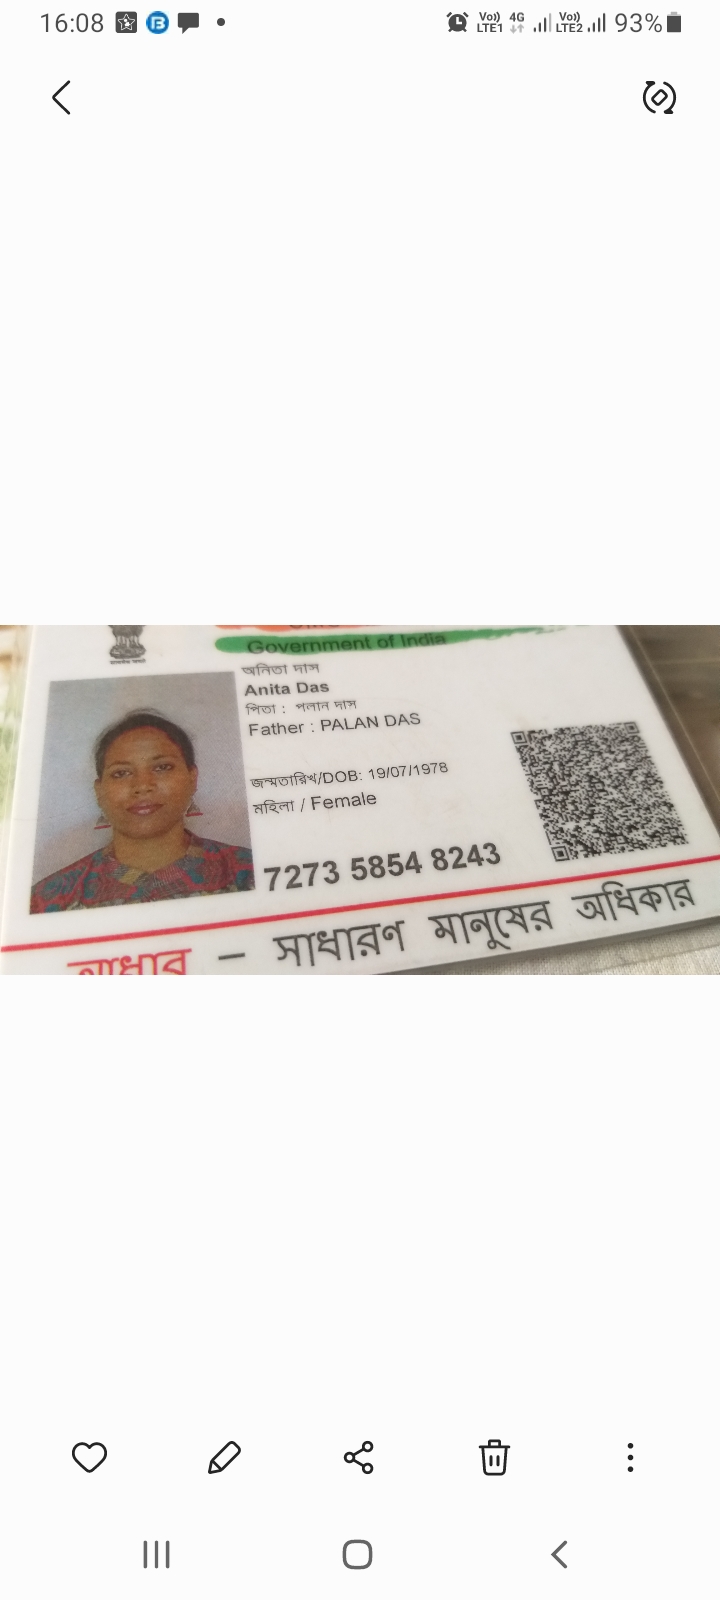 16:08
Vo)) LTE1 4G Vo)) LTE2 93%
Government of India
অনিতা দাস
Anita Das
পিতা : পলান দাস
Father : PALAN DAS
জন্মতারিখ/DOB: 19/07/1978
মহিলা / Female
7273 5854 8243
আধার – সাধারণ মানুষের অধিকার